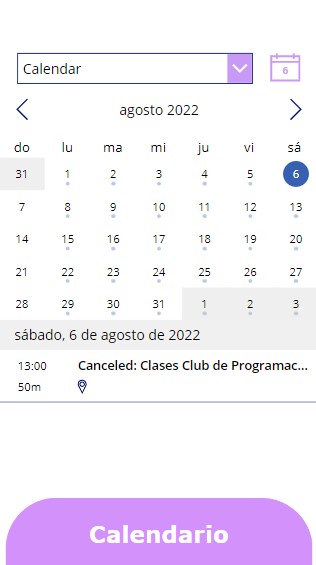 Calendar
6
agosto 2022
do lu ma mi ju vi sá
31 1 2 3 4 5 6
7 8 9 10 11 12 13
14 15 16 17 18 19 20
21 22 23 24 25 26 27
28 29 30 31 1 2 3
sábado, 6 de agosto de 2022
13:00 Canceled: Clases Club de Programac...
50m
Calendario